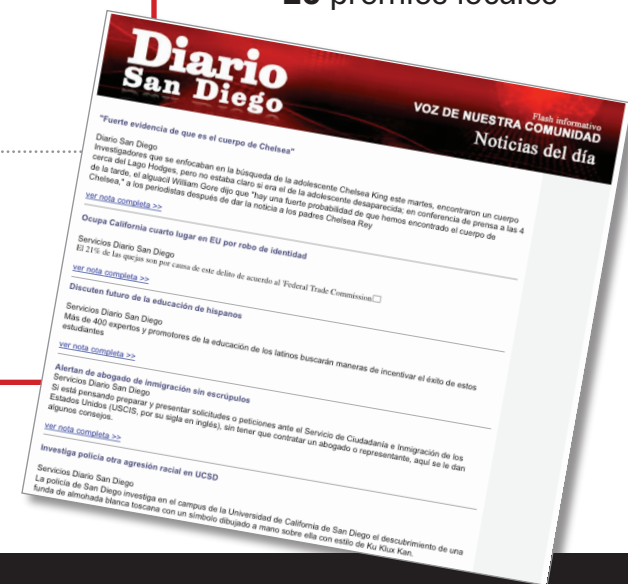 25 premios locales
Diario
San Diego
Flash informativo
VOZ DE NUESTRA COMUNIDAD
Noticias del día
"Fuerte evidencia de que es el cuerpo de Chelsea"
Diario San Diego
Investigadores que se enfocaban en la búsqueda de la adolescente Chelsea King este martes, encontraron un cuerpo
cerca del Lago Hodges, pero no estaba claro si era el de la adolescente desaparecida; en conferencia de prensa a las 4
de la tarde, el alguacil William Gore dijo que "hay una fuerte probabilidad de que hemos encontrado el cuerpo de
Chelsea," a los periodistas después de dar la noticia a los padres Chelsea Rey
ver nota completa >>
Ocupa California cuarto lugar en EU por robo de identidad
Servicios Diario San Diego
El 21% de las quejas son por causa de este delito de acuerdo al 'Federal Trade Commission
ver nota completa >>
Discuten futuro de la educación de hispanos
Servicios Diario San Diego
Más de 400 expertos y promotores de la educación de los latinos buscarán maneras de incentivar el éxito de estos
estudiantes
ver nota completa >>
Alertan de abogado de inmigración sin escrúpulos
Servicios Diario San Diego
Si está pensando preparar y presentar solicitudes o peticiones ante el Servicio de Ciudadanía e Inmigración de los
Estados Unidos (USCIS, por su sigla en inglés), sin tener que contratar un abogado o representante, aquí se le dan
algunos consejos.
ver nota completa >>
Investiga policía otra agresión racial en UCSD
Servicios Diario San Diego
La policía de San Diego investiga en el campus de la Universidad de California de San Diego el descubrimiento de una
funda de almohada blanca toscana con un símbolo dibujado a mano sobre ella con estilo de Ku Klux Kan.